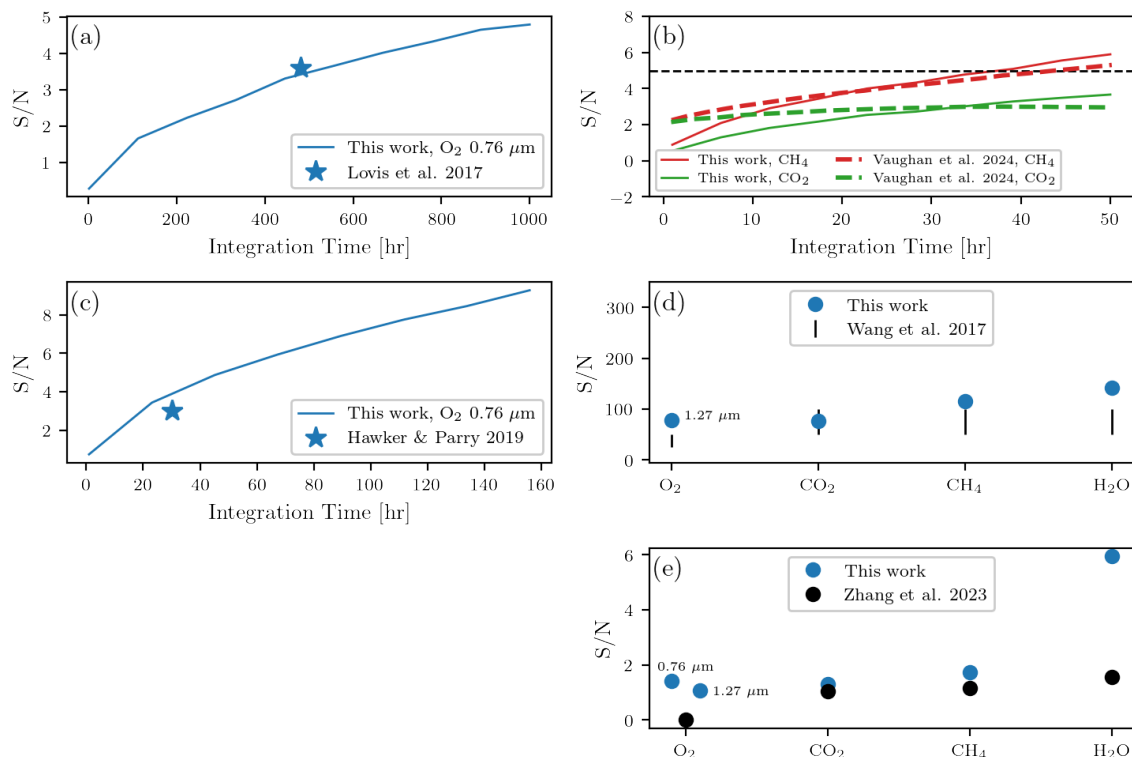 (a)
S/N
5
4
3
2
1
This work, O₂ 0.76 μm
Lovis et al. 2017
0 200 400 600 800 1000
Integration Time [hr]
(b)
S/N
8
6
4
2
0
−2
This work, CH₄
This work, CO₂
Vaughan et al. 2024, CH₄
Vaughan et al. 2024, CO₂
0 10 20 30 40 50
Integration Time [hr]
(c)
S/N
8
6
4
2
This work, O₂ 0.76 μm
Hawker & Parry 2019
0 20 40 60 80 100 120 140 160
Integration Time [hr]
(d)
S/N
300
200
100
0
This work
Wang et al. 2017
1.27 μm
O₂ CO₂ CH₄ H₂O
(e)
S/N
6
4
2
0
This work
Zhang et al. 2023
0.76 μm
1.27 μm
O₂ CO₂ CH₄ H₂O